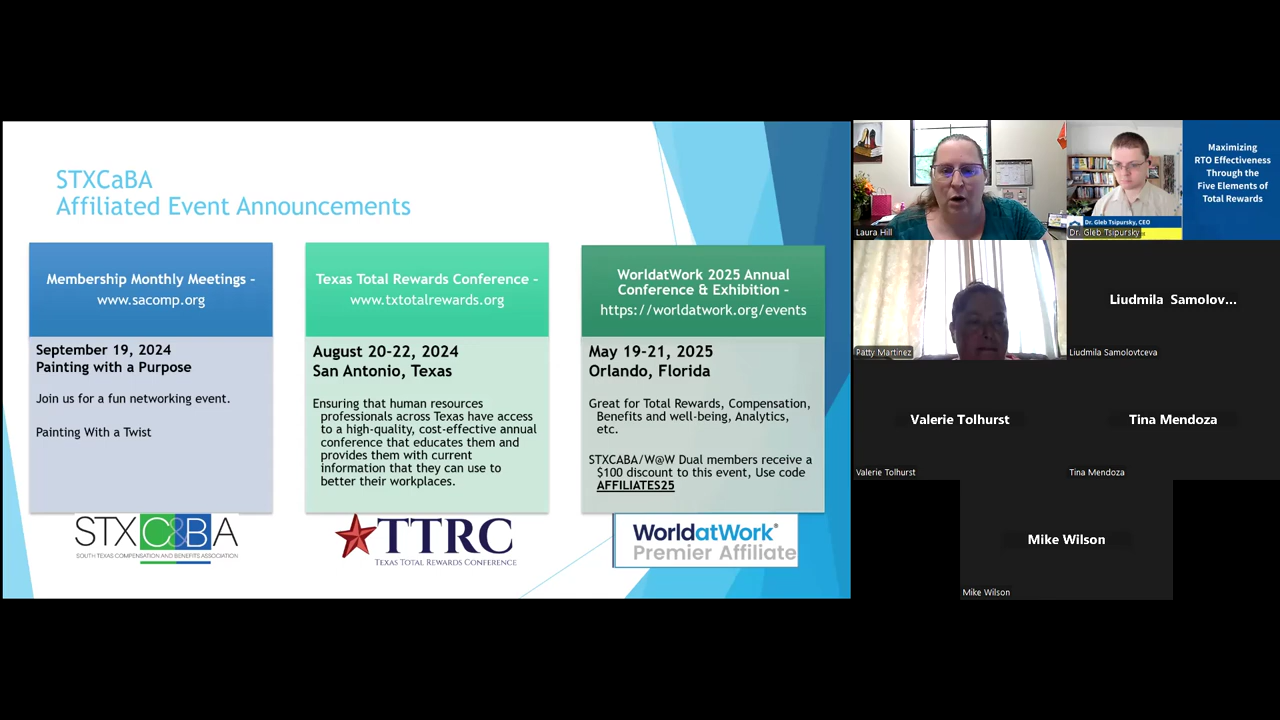 STXCaBA
Affiliated Event Announcements
Membership Monthly Meetings –
www.sacomp.org
September 19, 2024
Painting with a Purpose
Join us for a fun networking event.
Painting With a Twist
STXC&BA
SOUTH TEXAS COMPENSATION AND BENEFITS ASSOCIATION
Texas Total Rewards Conference –
www.txtotalrewards.org
August 20-22, 2024
San Antonio, Texas
Ensuring that human resources
professionals across Texas have access
to a high-quality, cost-effective annual
conference that educates them and
provides them with current
information that they can use to
better their workplaces.
TTRC
TEXAS TOTAL REWARDS CONFERENCE
WorldatWork 2025 Annual
Conference & Exhibition –
https://worldatwork.org/events
May 19-21, 2025
Orlando, Florida
Great for Total Rewards, Compensation,
Benefits and well-being, Analytics,
etc.
STXCABA/W@W Dual members receive a
$100 discount to this event, Use code
AFFILIATES25
WorldatWork®
Premier Affiliate
Laura Hill
Maximizing
RTO Effectiveness
Through the
Five Elements of
Total Rewards
Dr. Gleb Tsipursky, CEO
Dr. Gleb Tsipursky
Patty Martinez
Liudmila Samolov...
Liudmila Samolovtceva
Valerie Tolhurst
Valerie Tolhurst
Tina Mendoza
Tina Mendoza
Mike Wilson
Mike Wilson